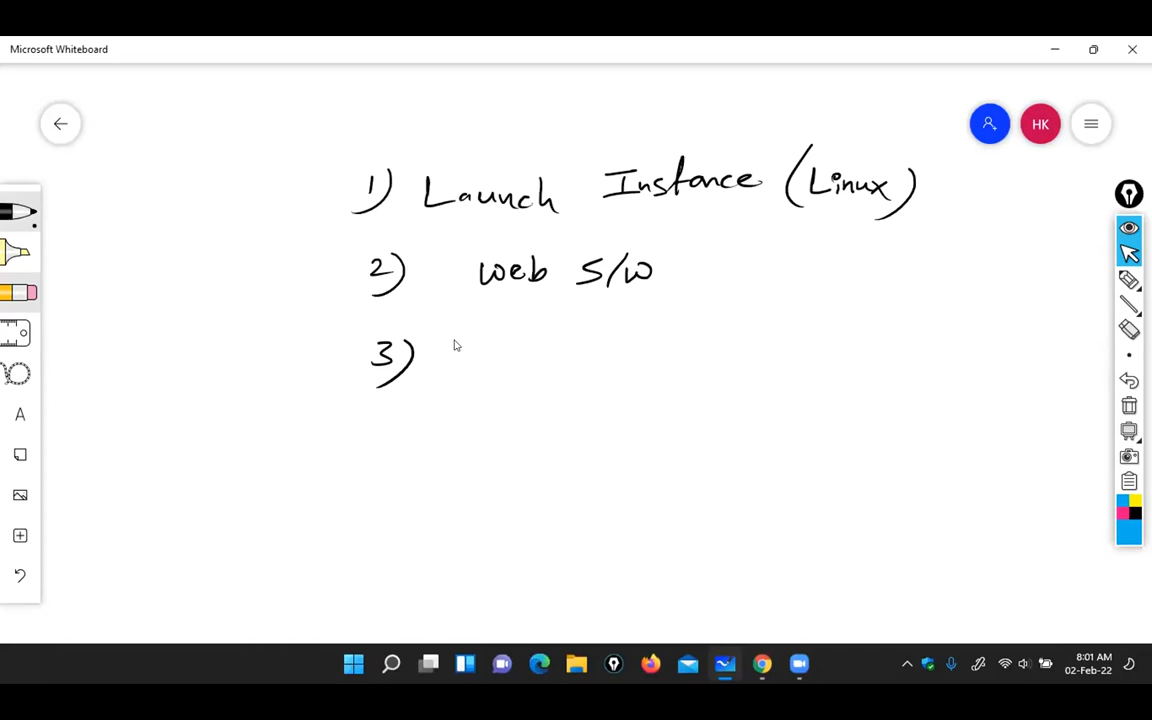 Microsoft Whiteboard
HK
1) Launch Instance (Linux)
2) Web S/W
3)
A
8:01 AM
02-Feb-22